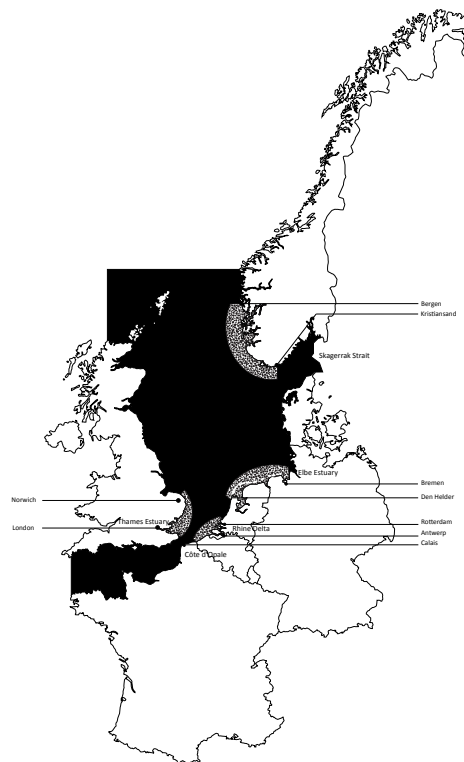 Bergen
Kristiansand
Skagerrak Strait
Elbe Estuary
Bremen
Norwich
Den Helder
Thames Estuary
London
Rhine Delta
Rotterdam
Antwerp
Calais
Côte d'Opale